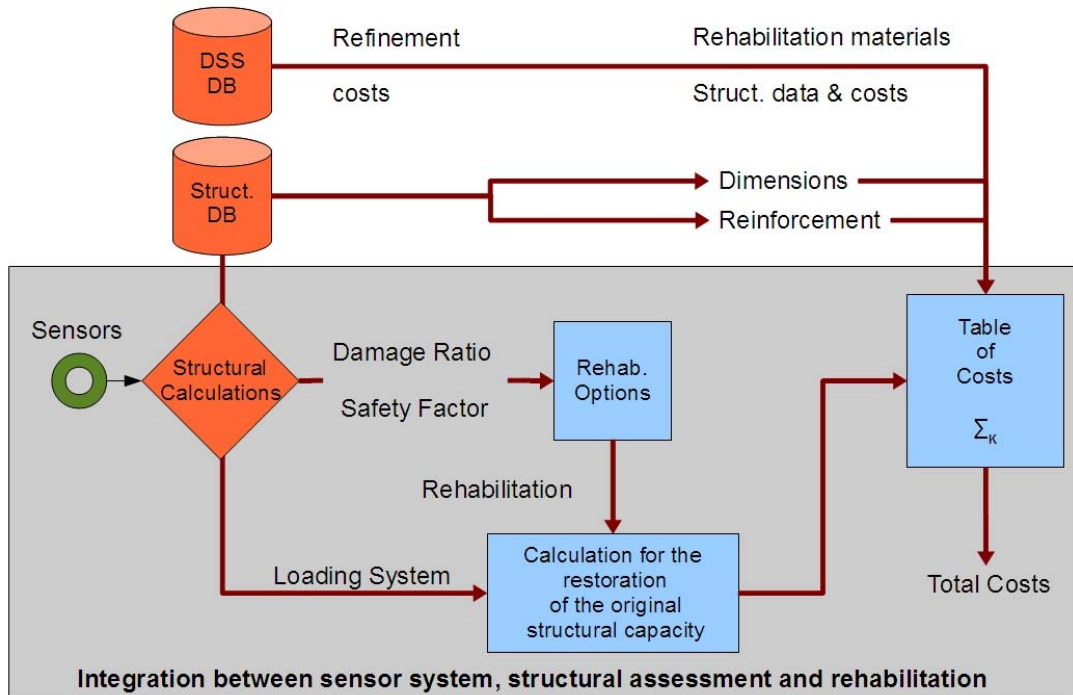 DSS
DB
Refinement
costs
Rehabilitation materials
Struct. data & costs
Struct.
DB
Dimensions
Reinforcement
Sensors
Structural
Calculations
Damage Ratio
Safety Factor
Rehab.
Options
Table
of
Costs
Σκ
Rehabilitation
Loading System
Calculation for the
restoration
of the original
structural capacity
Total Costs
Integration between sensor system, structural assessment and rehabilitation